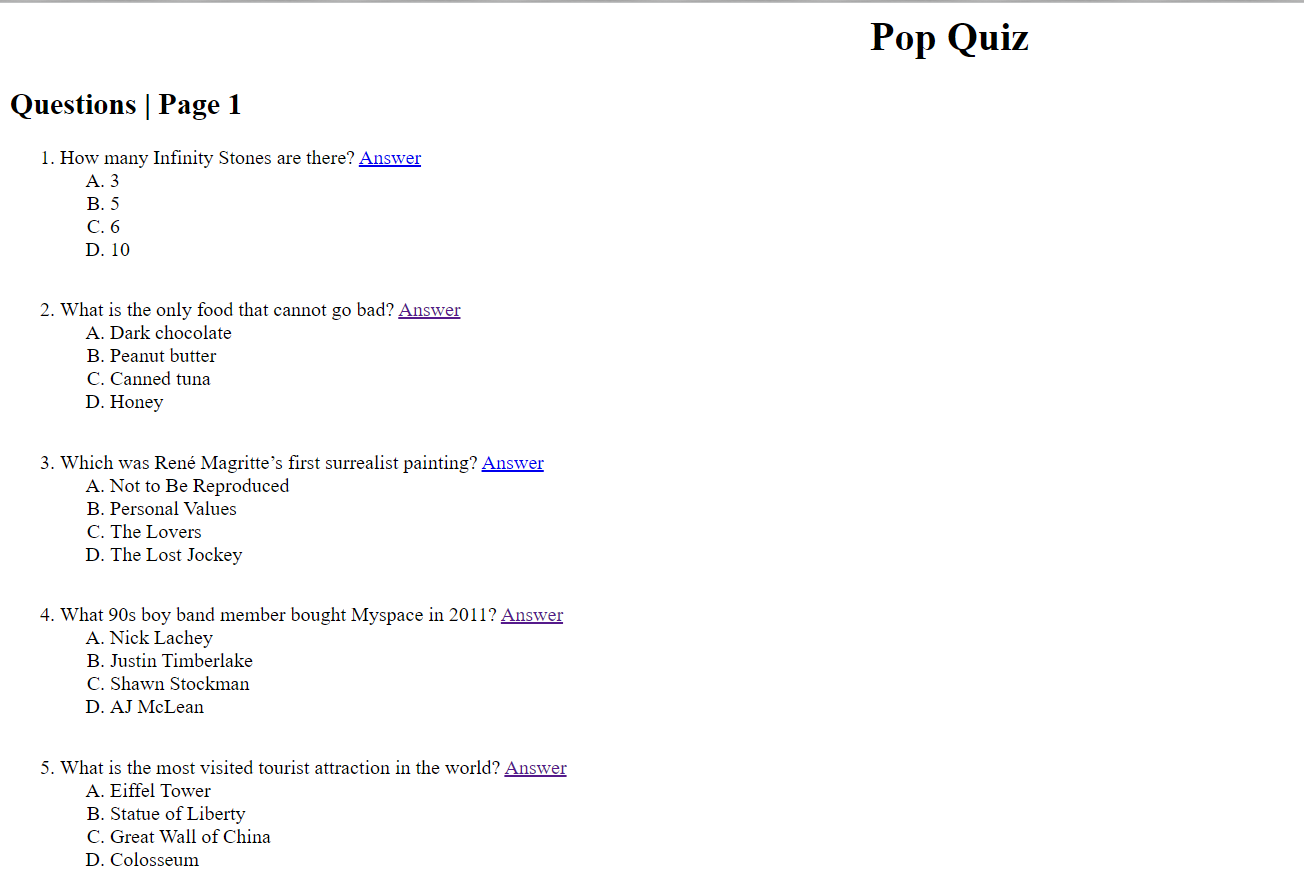 Pop Quiz
Questions | Page 1
1. How many Infinity Stones are there? Answer
A. 3
B. 5
C. 6
D. 10
2. What is the only food that cannot go bad? Answer
A. Dark chocolate
B. Peanut butter
C. Canned tuna
D. Honey
3. Which was René Magritte’s first surrealist painting? Answer
A. Not to Be Reproduced
B. Personal Values
C. The Lovers
D. The Lost Jockey
4. What 90s boy band member bought Myspace in 2011? Answer
A. Nick Lachey
B. Justin Timberlake
C. Shawn Stockman
D. AJ McLean
5. What is the most visited tourist attraction in the world? Answer
A. Eiffel Tower
B. Statue of Liberty
C. Great Wall of China
D. Colosseum